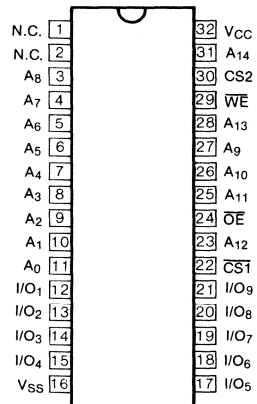 N.C. 1 32 VCC
N.C. 2 31 A14
A8 3 30 CS2
A7 4 29 W̅E̅
A6 5 28 A13
A5 6 27 A9
A4 7 26 A10
A3 8 25 A11
A2 9 24 O̅E̅
A1 10 23 A12
A0 11 22 C̅S̅1̅
I/O1 12 21 I/O9
I/O2 13 20 I/O8
I/O3 14 19 I/O7
I/O4 15 18 I/O6
VSS 16 17 I/O5